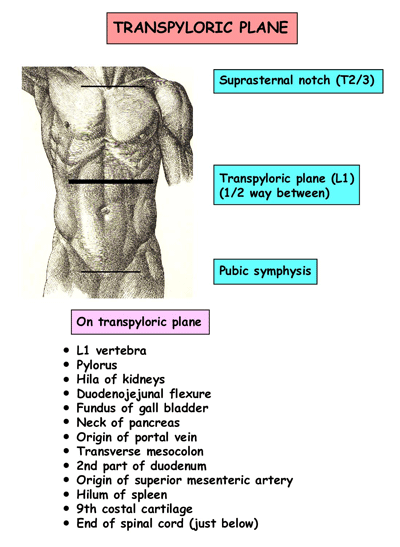 TRANSPYLORIC PLANE
Suprasternal notch (T2/3)
Transpyloric plane (L1)
(1/2 way between)
Pubic symphysis
On transpyloric plane
• L1 vertebra
• Pylorus
• Hila of kidneys
• Duodenojejunal flexure
• Fundus of gall bladder
• Neck of pancreas
• Origin of portal vein
• Transverse mesocolon
• 2nd part of duodenum
• Origin of superior mesenteric artery
• Hilum of spleen
• 9th costal cartilage
• End of spinal cord (just below)